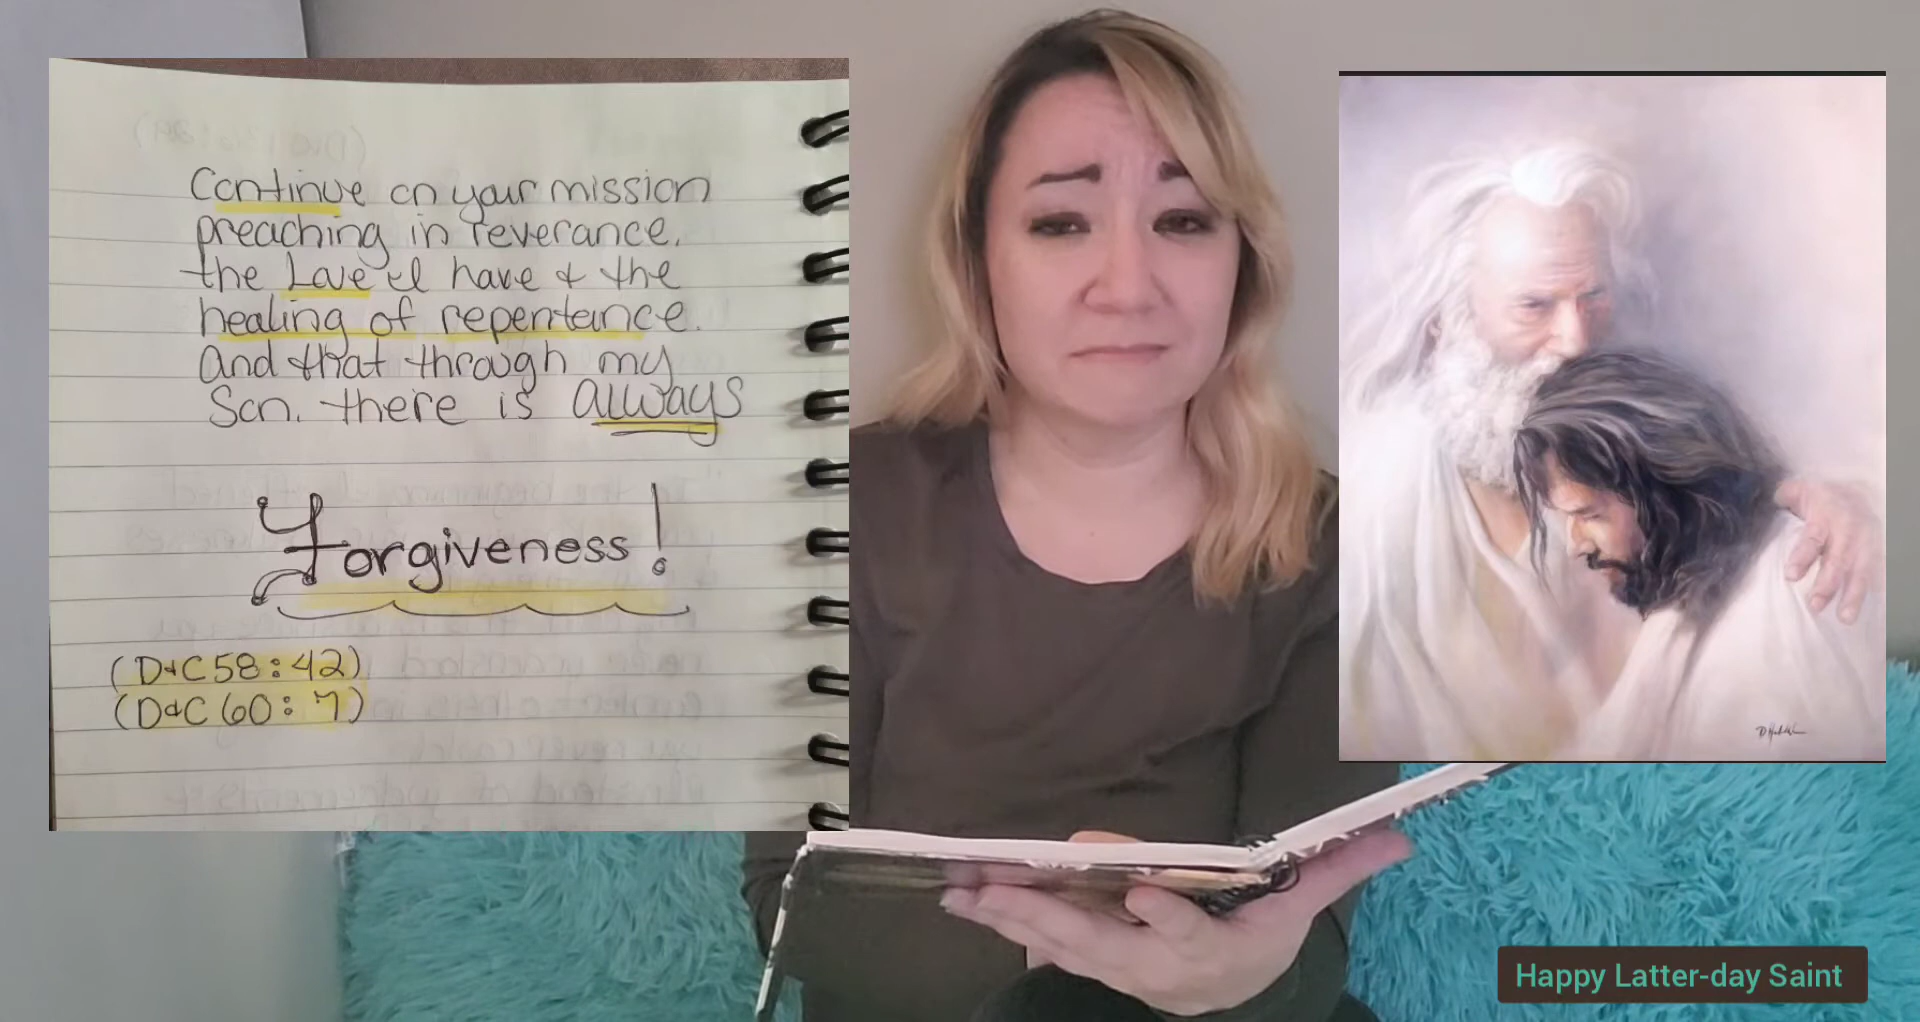 Continue on your mission
preaching in reverance.
the Love I have & the
healing of repentance.
And that through my
Son. there is always
Forgiveness!
(D&C 58:42)
(D&C 60:7)
Happy Latter-day Saint